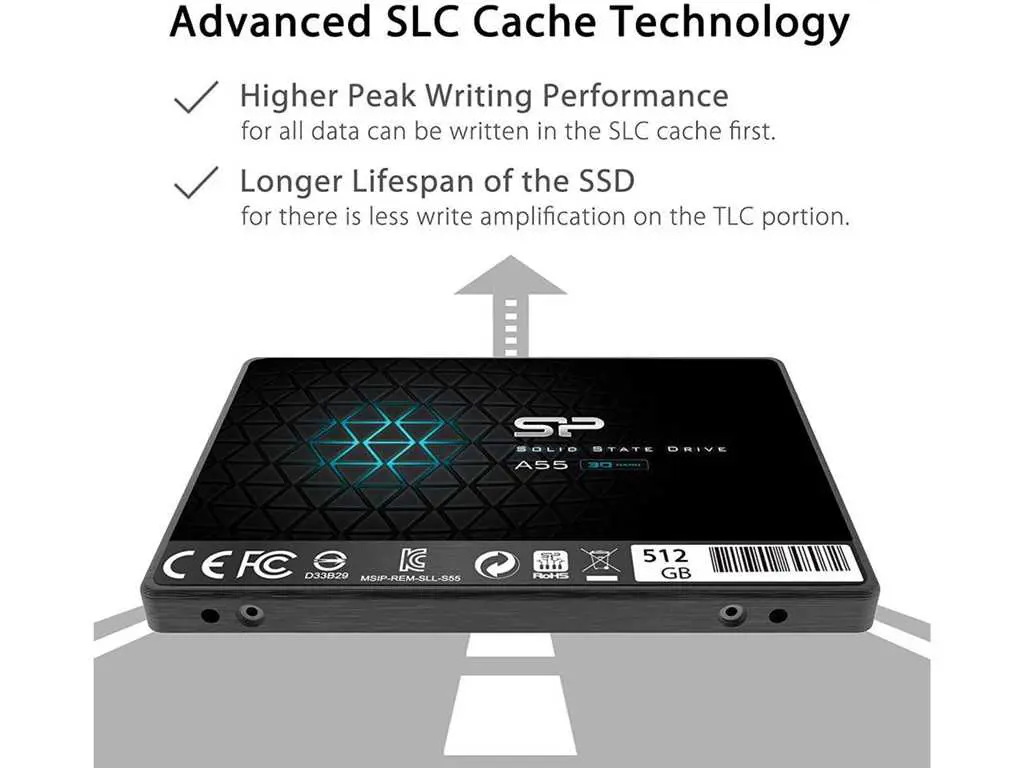 Advanced SLC Cache Technology
Higher Peak Writing Performance
for all data can be written in the SLC cache first.
Longer Lifespan of the SSD
for there is less write amplification on the TLC portion.
SP
SOLID STATE DRIVE
A55 3D NAND
CE FC D33B29 MSIP-REM-SLL-S55 RoHS 512 GB